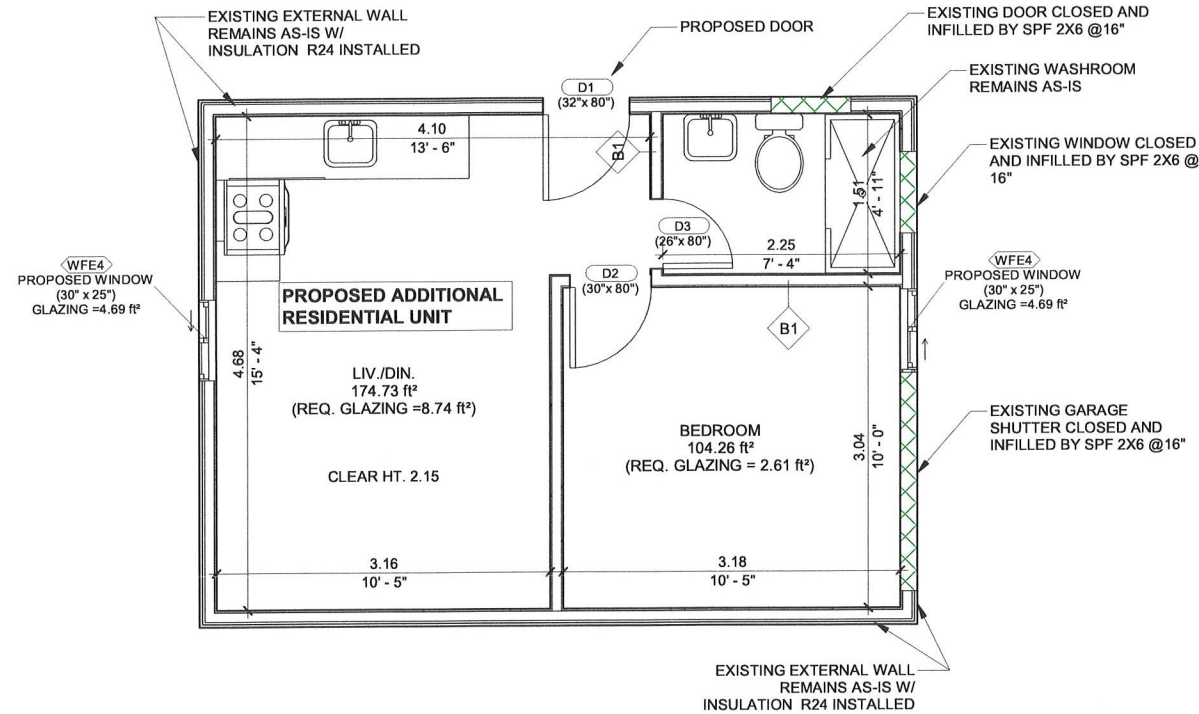 EXISTING EXTERNAL WALL
REMAINS AS-IS W/
INSULATION R24 INSTALLED
PROPOSED DOOR
EXISTING DOOR CLOSED AND
INFILLED BY SPF 2X6 @16"
EXISTING WASHROOM
REMAINS AS-IS
D1
(32"x 80")
4.10
13' - 6"
B1
EXISTING WINDOW CLOSED
AND INFILLED BY SPF 2X6 @
16"
1.51
4' - 11"
D3
(26"x 80")
2.25
7' - 4"
WFE4
PROPOSED WINDOW
(30" x 25")
GLAZING =4.69 ft²
D2
(30"x 80")
WFE4
PROPOSED WINDOW
(30" x 25")
GLAZING =4.69 ft²
PROPOSED ADDITIONAL
RESIDENTIAL UNIT
B1
4.68
15' - 4"
LIV./DIN.
174.73 ft²
(REQ. GLAZING =8.74 ft²)
BEDROOM
104.26 ft²
(REQ. GLAZING = 2.61 ft²)
3.04
10' - 0"
EXISTING GARAGE
SHUTTER CLOSED AND
INFILLED BY SPF 2X6 @16"
CLEAR HT. 2.15
3.16
10' - 5"
3.18
10' - 5"
EXISTING EXTERNAL WALL
REMAINS AS-IS W/
INSULATION R24 INSTALLED